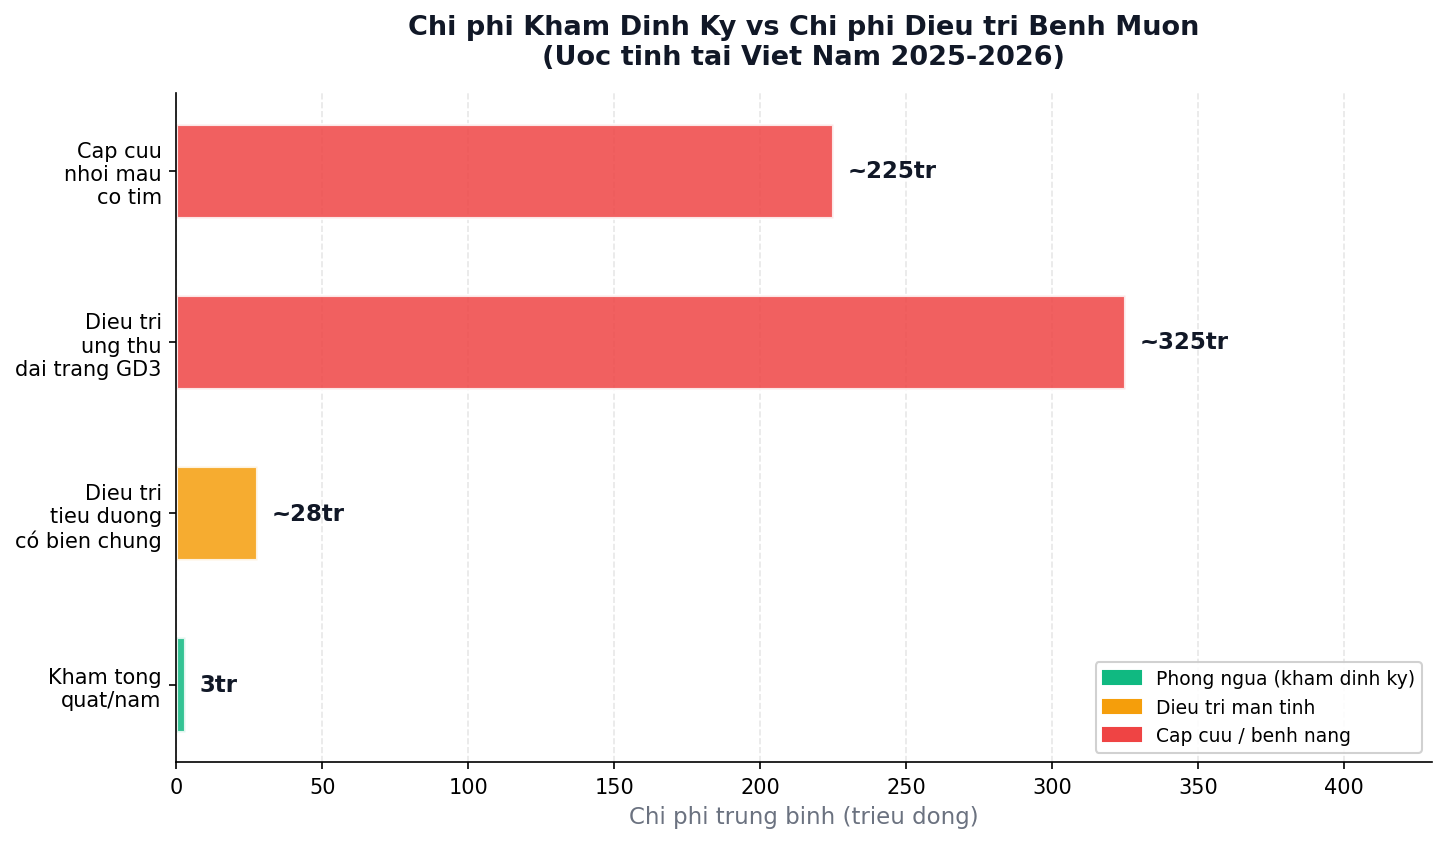 Chi phi Kham Dinh Ky vs Chi phi Dieu tri Benh Muon
(Uoc tinh tai Viet Nam 2025-2026)
Cap cuu
nhoi mau
co tim
~225tr
Dieu tri
ung thu
dai trang GD3
~325tr
Dieu tri
tieu duong
có bien chung
~28tr
Kham tong
quat/nam
3tr
Phong ngua (kham dinh ky)
Dieu tri man tinh
Cap cuu / benh nang
0 50 100 150 200 250 300 350 400
Chi phi trung binh (trieu dong)